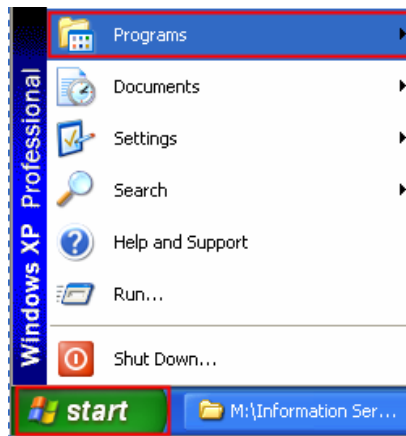 Programs
Documents
Settings
Search
Help and Support
Run...
Shut Down...
Windows XP Professional
start
M:\Information Ser...